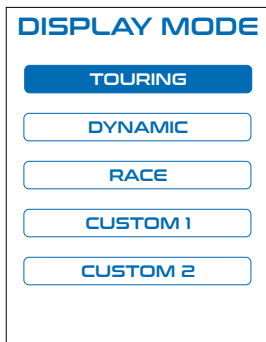 DISPLAY MODE
TOURING
DYNAMIC
RACE
CUSTOM 1
CUSTOM 2